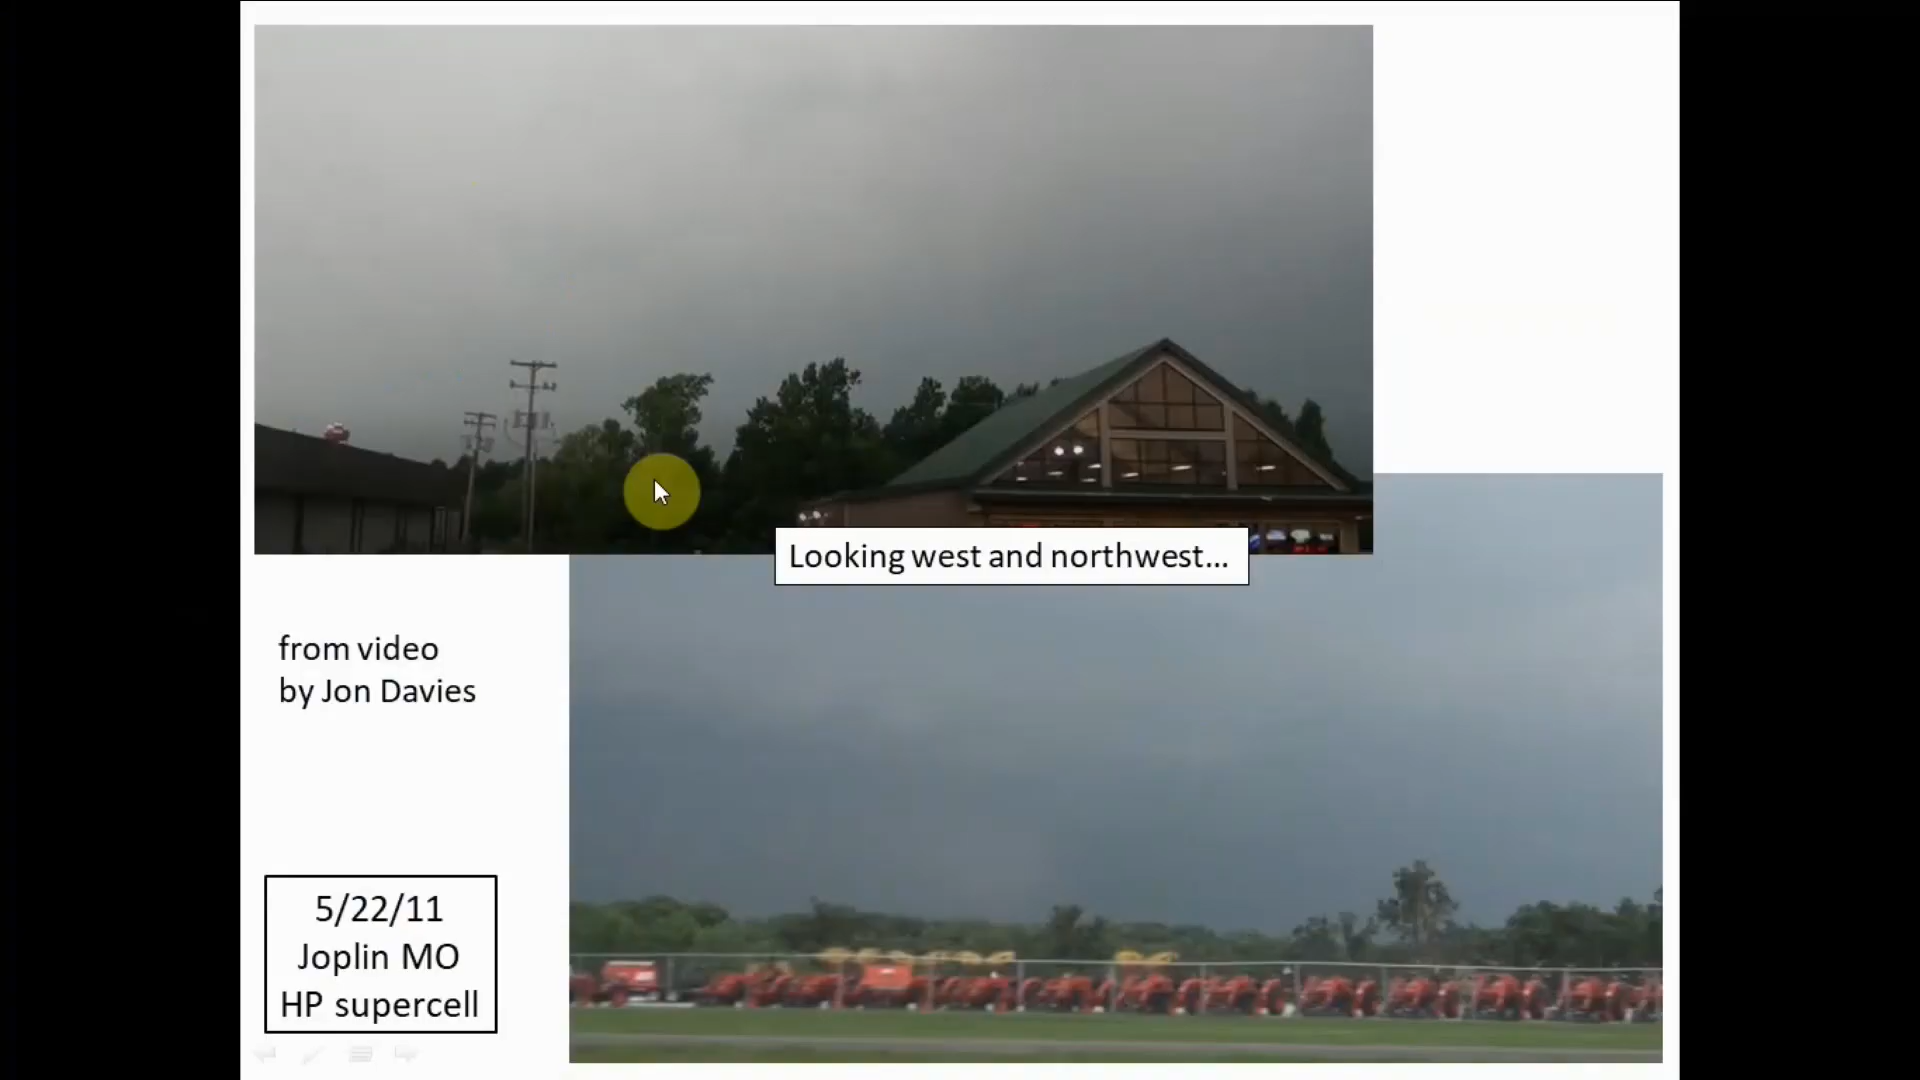 Looking west and northwest...
from video
by Jon Davies
5/22/11
Joplin MO
HP supercell